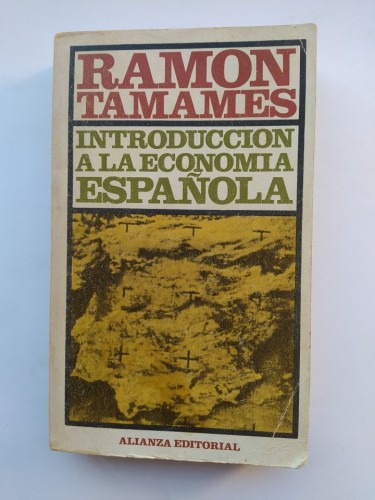 RAMON
TAMAMES
INTRODUCCION
A LA ECONOMIA
ESPAÑOLA
ALIANZA EDITORIAL